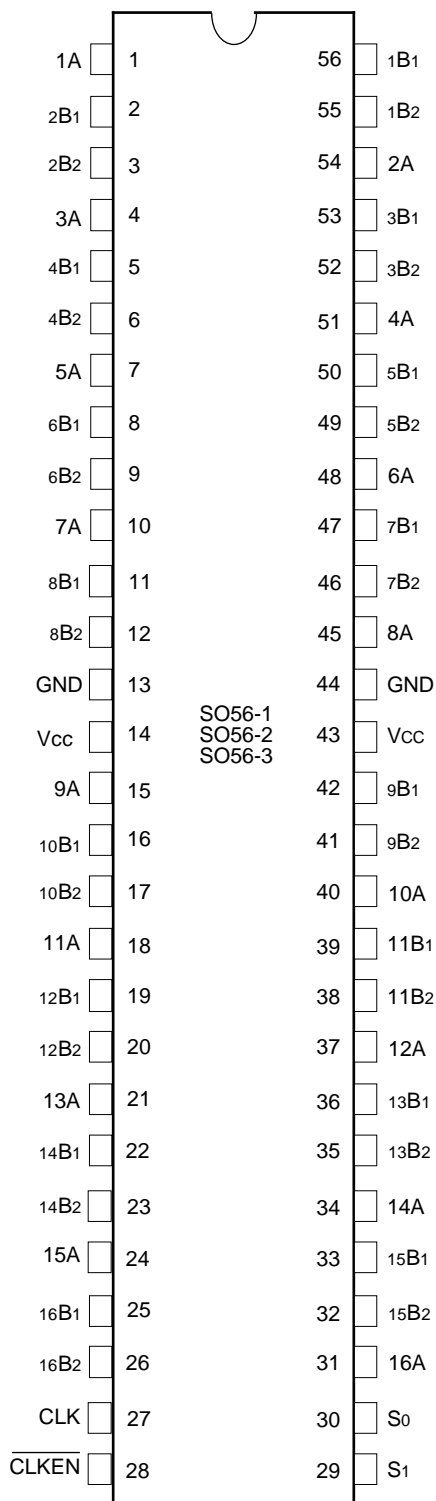 1A 1 56 1B1
2B1 2 55 1B2
2B2 3 54 2A
3A 4 53 3B1
4B1 5 52 3B2
4B2 6 51 4A
5A 7 50 5B1
6B1 8 49 5B2
6B2 9 48 6A
7A 10 47 7B1
8B1 11 46 7B2
8B2 12 45 8A
GND 13 44 GND
SO56-1
Vcc 14 SO56-2 43 VCC
SO56-3
9A 15 42 9B1
10B1 16 41 9B2
10B2 17 40 10A
11A 18 39 11B1
12B1 19 38 11B2
12B2 20 37 12A
13A 21 36 13B1
14B1 22 35 13B2
14B2 23 34 14A
15A 24 33 15B1
16B1 25 32 15B2
16B2 26 31 16A
CLK 27 30 S0
CLKEN 28 29 S1